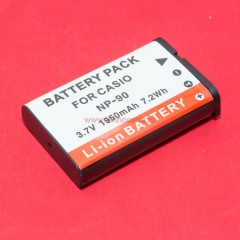 BATTERY PACK
FOR CASIO
NP-90
3.7V 1950mAh 7.2Wh
Li-ion BATTERY